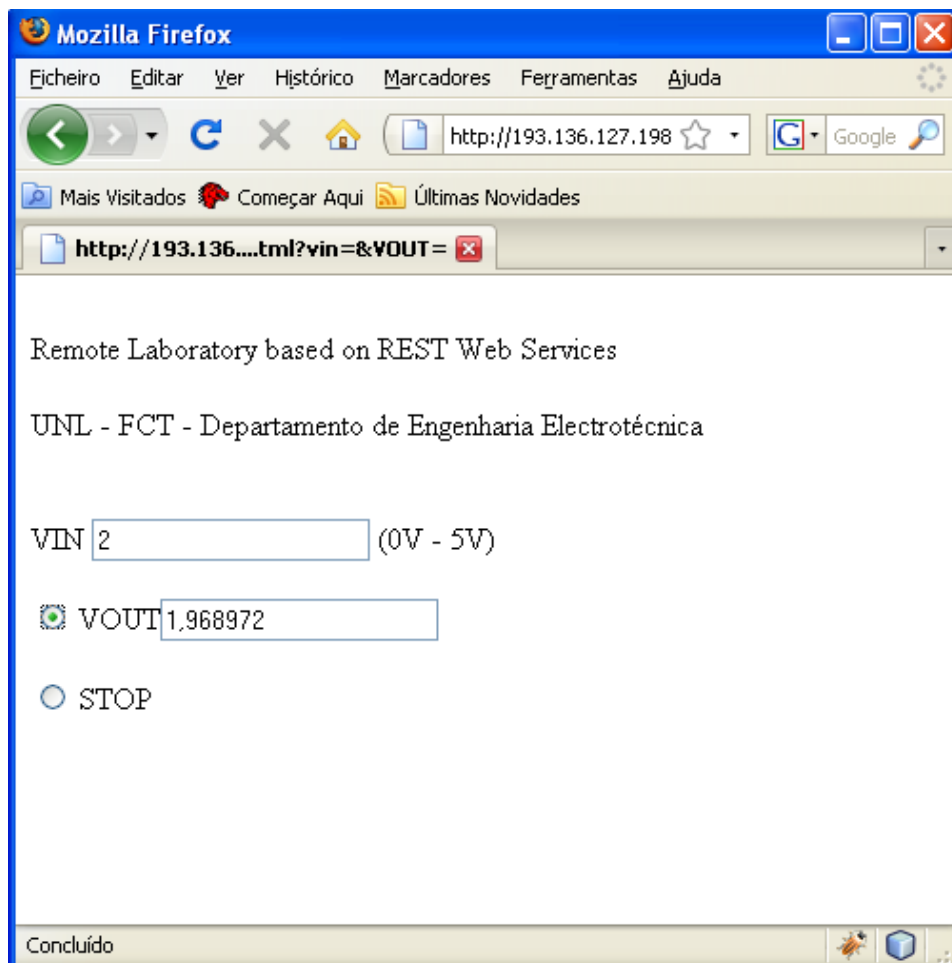 Mozilla Firefox
Ficheiro Editar Ver Histórico Marcadores Ferramentas Ajuda
http://193.136.127.198 G Google
Mais Visitados Começar Aqui Últimas Novidades
http://193.136....tml?vin=&VOUT=
Remote Laboratory based on REST Web Services
UNL - FCT - Departamento de Engenharia Electrotécnica
VIN 2 (0V - 5V)
VOUT 1,968972
STOP
Concluído